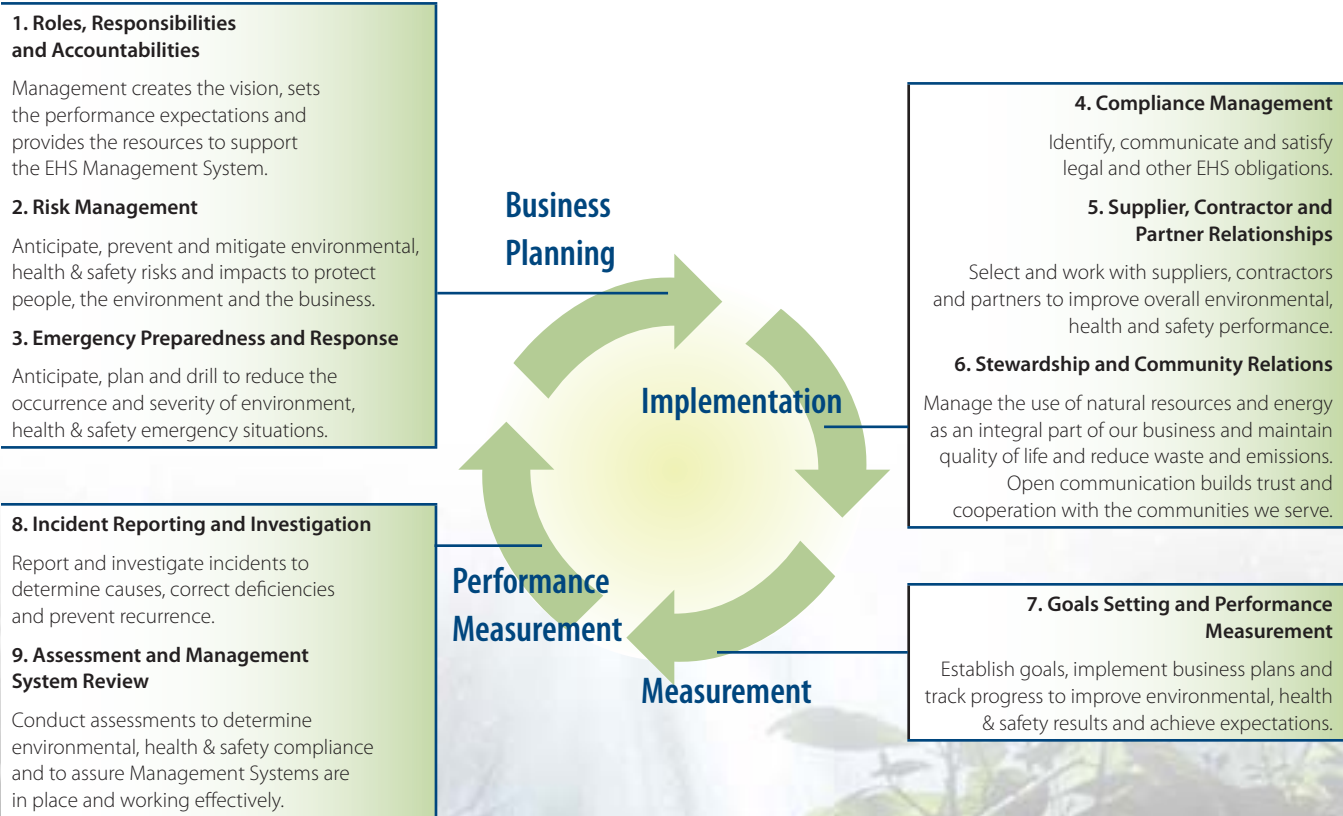 1. Roles, Responsibilities
and Accountabilities
Management creates the vision, sets
the performance expectations and
provides the resources to support
the EHS Management System.
2. Risk Management
Anticipate, prevent and mitigate environmental,
health & safety risks and impacts to protect
people, the environment and the business.
3. Emergency Preparedness and Response
Anticipate, plan and drill to reduce the
occurrence and severity of environment,
health & safety emergency situations.
Business
Planning
Implementation
4. Compliance Management
Identify, communicate and satisfy
legal and other EHS obligations.
5. Supplier, Contractor and
Partner Relationships
Select and work with suppliers, contractors
and partners to improve overall environmental,
health and safety performance.
6. Stewardship and Community Relations
Manage the use of natural resources and energy
as an integral part of our business and maintain
quality of life and reduce waste and emissions.
Open communication builds trust and
cooperation with the communities we serve.
Measurement
7. Goals Setting and Performance
Measurement
Establish goals, implement business plans and
track progress to improve environmental, health
& safety results and achieve expectations.
Performance
Measurement
8. Incident Reporting and Investigation
Report and investigate incidents to
determine causes, correct deficiencies
and prevent recurrence.
9. Assessment and Management
System Review
Conduct assessments to determine
environmental, health & safety compliance
and to assure Management Systems are
in place and working effectively.